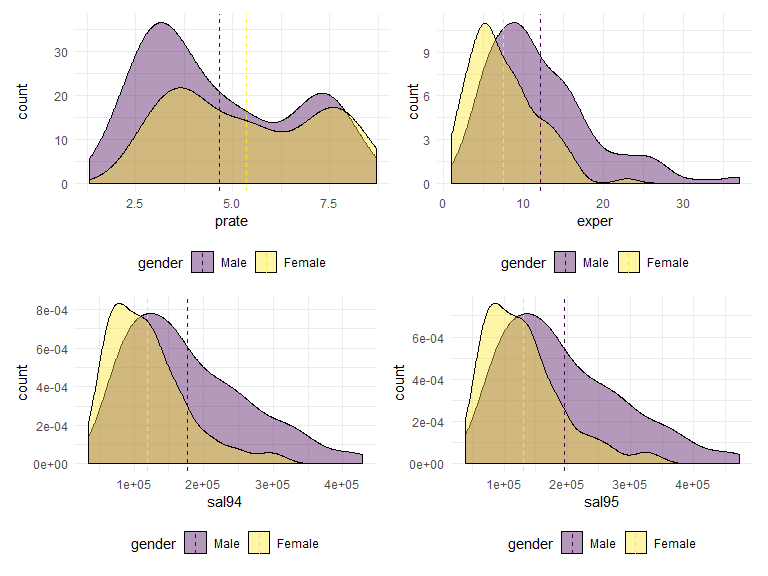 count
30
20
10
0
2.5
5.0
7.5
prate
gender Male Female
count
9
6
3
0
0
10
20
30
exper
gender Male Female
count
8e-04
6e-04
4e-04
2e-04
0e+00
1e+05
2e+05
3e+05
4e+05
sal94
gender Male Female
count
6e-04
4e-04
2e-04
0e+00
1e+05
2e+05
3e+05
4e+05
sal95
gender Male Female